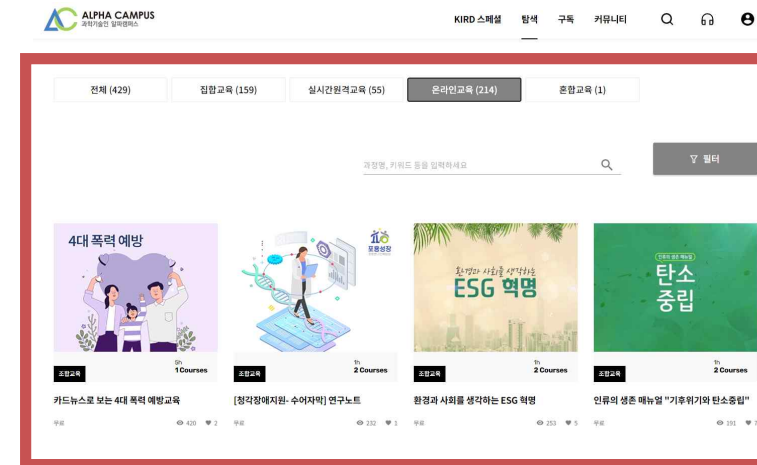 ALPHA CAMPUS
과학기술인 알파캠퍼스
KIRD 스페셜 탐색 구독 커뮤니티
전체 (429) 집합교육 (159) 실시간원격교육 (55) 온라인교육 (214) 혼합교육 (1)
과정명, 키워드 등을 입력하세요
필터
4대 폭력 예방
포용성장
환경과 사회를 생각하는
ESG 혁명
인류의 생존 매뉴얼
탄소
중립
조합교육 5h 1 Courses
조합교육 1h 2 Courses
조합교육 1h 2 Courses
조합교육 1h 2 Courses
카드뉴스로 보는 4대 폭력 예방교육
[청각장애지원- 수어자막] 연구노트
환경과 사회를 생각하는 ESG 혁명
인류의 생존 매뉴얼 "기후위기와 탄소중립"
무료 420 2
무료 232 1
무료 253 5
무료 191 7